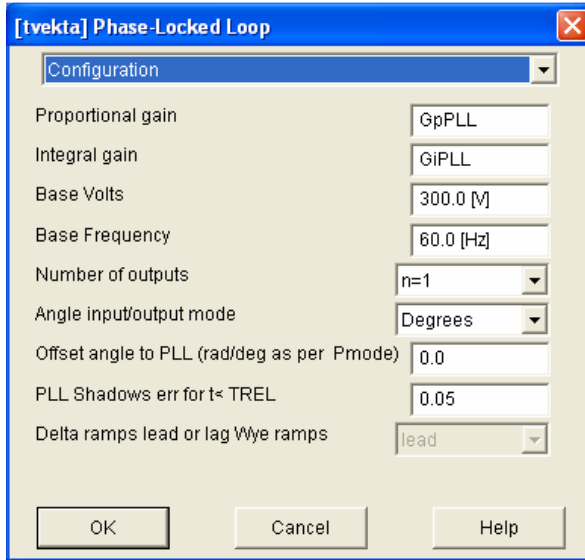 [tvekta] Phase-Locked Loop
Configuration
Proportional gain GpPLL
Integral gain GiPLL
Base Volts 300.0 [V]
Base Frequency 60.0 [Hz]
Number of outputs n=1
Angle input/output mode Degrees
Offset angle to PLL (rad/deg as per Pmode) 0.0
PLL Shadows err for t< TREL 0.05
Delta ramps lead or lag Wye ramps lead
OK Cancel Help